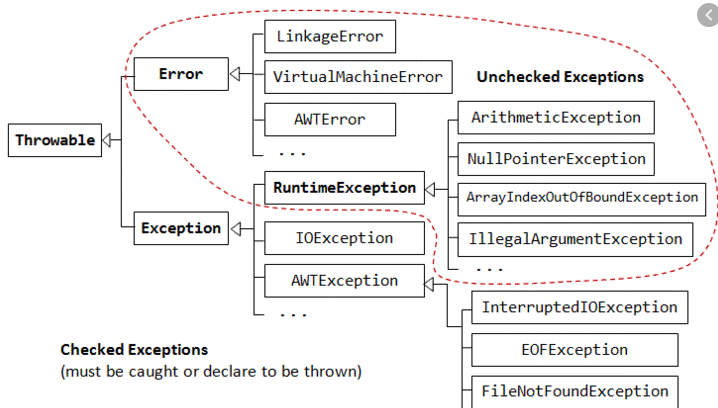 LinkageError
Error
VirtualMachineError
Unchecked Exceptions
AWTError
ArithmeticException
Throwable
...
NullPointerException
RuntimeException
ArrayIndexOutOfBoundException
Exception
IOException
IllegalArgumentException
...
AWTException
...
InterruptedIOException
Checked Exceptions
(must be caught or declare to be thrown)
EOFException
FileNotFoundException